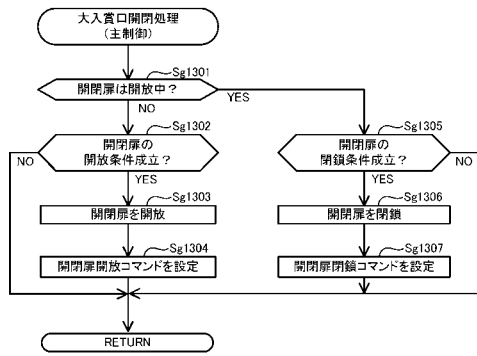 大入賞口開閉処理
(主制御)
Sg1301
開閉扉は開放中?
YES
NO
Sg1302
開閉扉の
開放条件成立?
NO
YES
Sg1305
開閉扉の
閉鎖条件成立?
NO
YES
Sg1303
開閉扉を開放
Sg1306
開閉扉を閉鎖
Sg1304
開閉扉開放コマンドを設定
Sg1307
開閉扉閉鎖コマンドを設定
RETURN